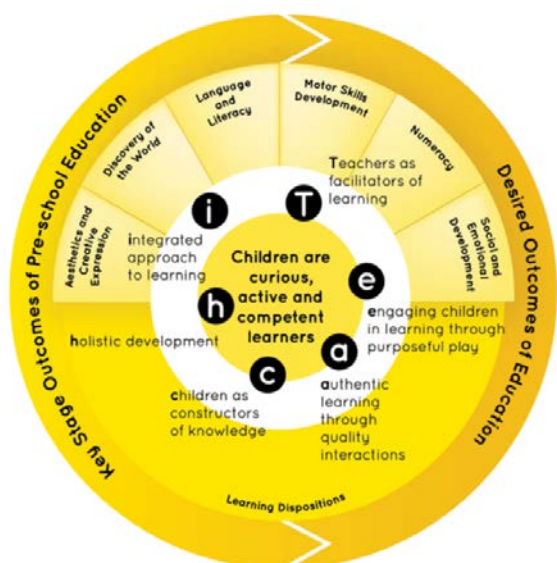 Key Stage Outcomes of Pre-school Education
Desired Outcomes of Education
Aesthetics and
Creative
Expression
Discovery of
the World
Language
and
Literacy
Motor Skills
Development
Numeracy
Social and
Emotional
Development
i
integrated
approach
to learning
T
Teachers as
facilitators of
learning
e
engaging children
in learning through
purposeful play
a
authentic
learning
through
quality
interactions
c
children as
constructors
of knowledge
h
holistic development
Children are
curious,
active and
competent
learners
Learning Dispositions